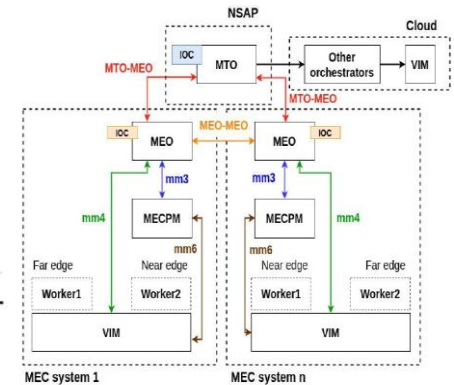 NSAP
Cloud
IOC
MTO
Other
orchestrators
VIM
MTO-MEO
MTO-MEO
IOC
MEO
MEO-MEO
MEO
IOC
mm3
mm3
mm4
MECPM
MECPM
mm4
mm6
mm6
Far edge
Near edge
Near edge
Far edge
Worker1
Worker2
Worker1
Worker2
VIM
VIM
MEC system 1
MEC system n